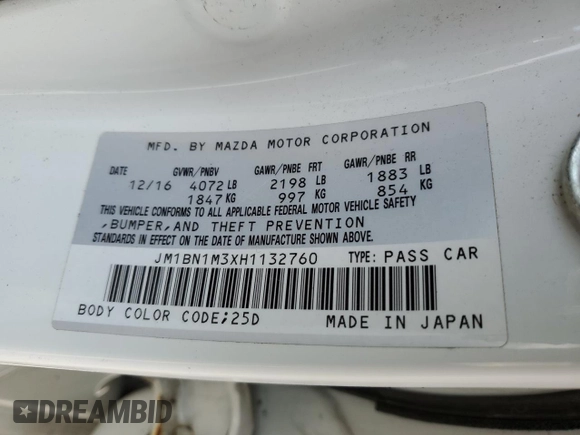 MFD. BY MAZDA MOTOR CORPORATION
DATE GVWR/PNBV GAWR/PNBE FRT GAWR/PNBE RR
12/16 4072 LB 2198 LB 1883 LB
1847 KG 997 KG 854 KG
THIS VEHICLE CONFORMS TO ALL APPLICABLE FEDERAL MOTOR VEHICLE SAFETY
,BUMPER,AND THEFT PREVENTION
STANDARDS IN EFFECT ON THE DATE OF MANUFACTURE SHOWN ABOVE.
JM1BN1M3XH1132760 TYPE: PASS CAR
BODY COLOR CODE;25D MADE IN JAPAN
DREAMBID